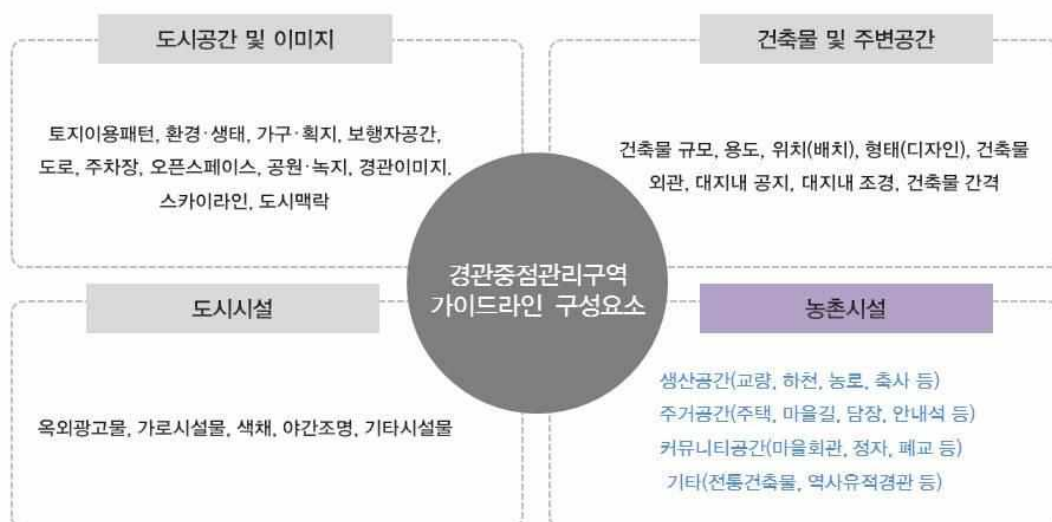 도시공간 및 이미지
토지이용패턴, 환경·생태, 가구·획지, 보행자공간,
도로, 주차장, 오픈스페이스, 공원·녹지, 경관이미지,
스카이라인, 도시맥락
건축물 및 주변공간
건축물 규모, 용도, 위치(배치), 형태(디자인), 건축물
외관, 대지내 공지, 대지내 조경, 건축물 간격
경관중점관리구역
가이드라인 구성요소
도시시설
옥외광고물, 가로시설물, 색채, 야간조명, 기타시설물
농촌시설
생산공간(교량, 하천, 농로, 축사 등)
주거공간(주택, 마을길, 담장, 안내석 등)
커뮤니티공간(마을회관, 정자, 폐교 등)
기타(전통건축물, 역사유적경관 등)